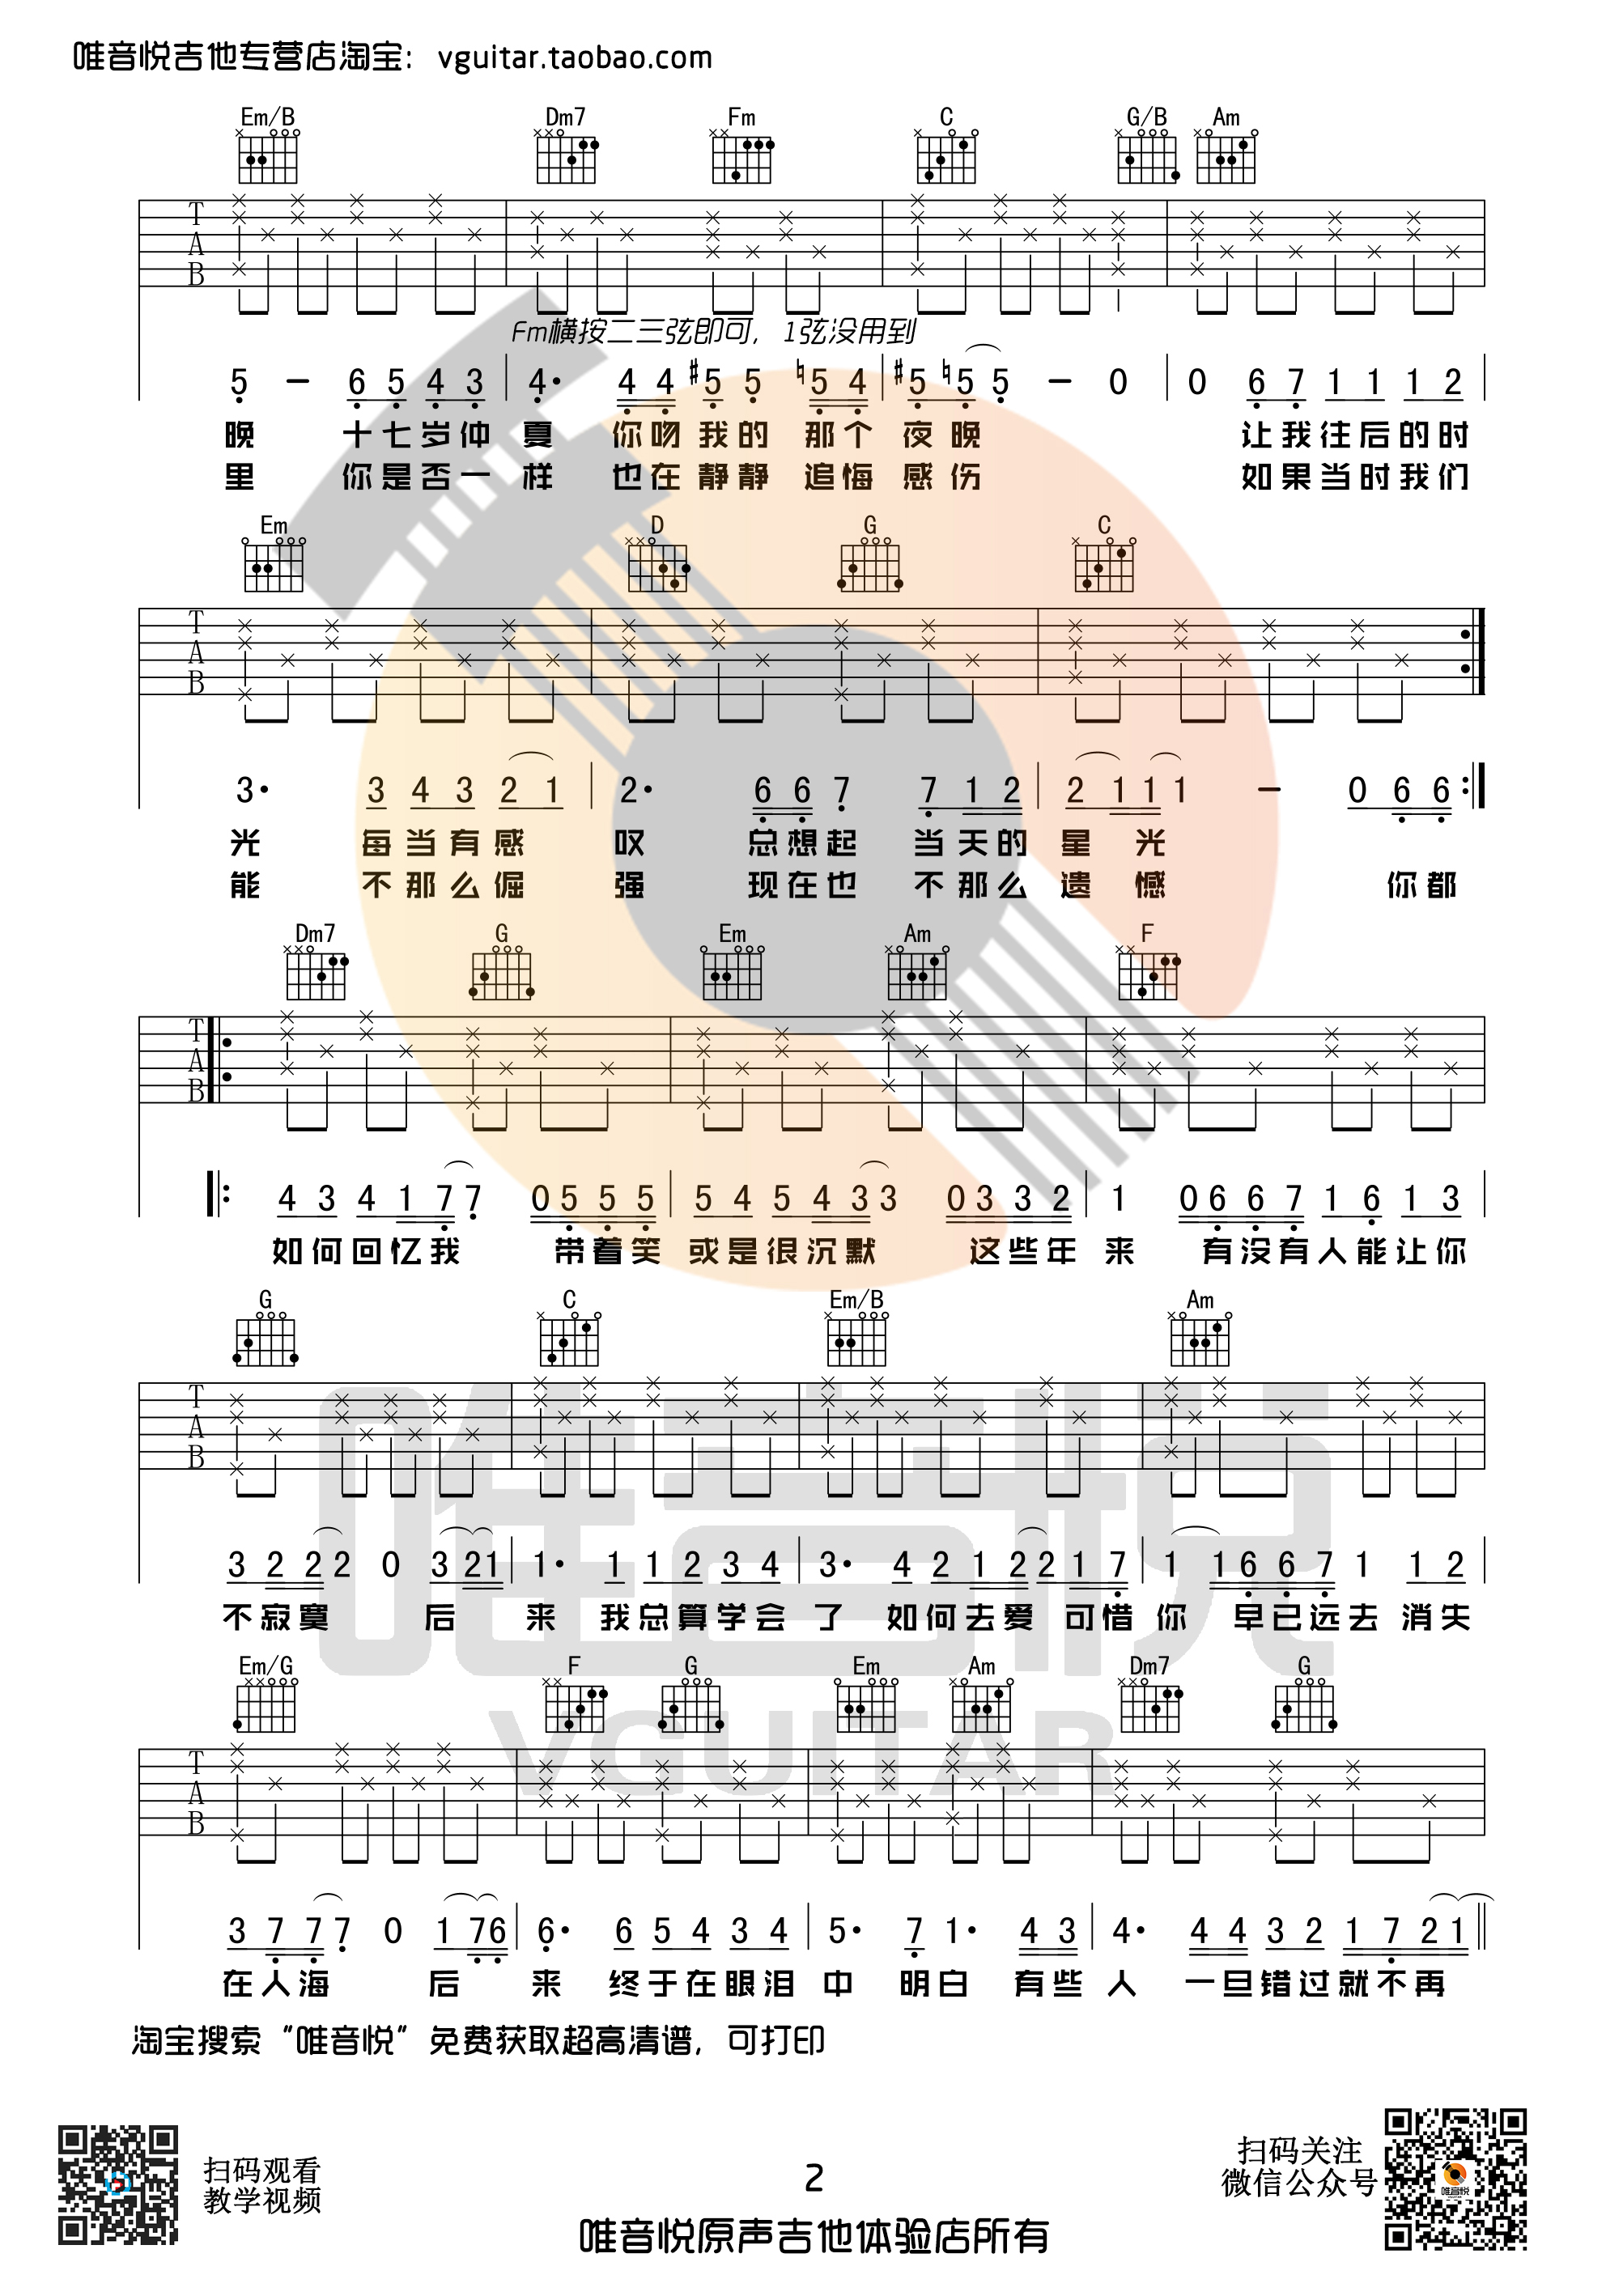 唯音悦吉他专营店淘宝：vguitar.taobao.com
Em/B Dm7 Fm C G/B Am
T
A
B
Fm横按二三弦即可，1弦没用到
5 - 6 5 4 3 4· 4 4 #5 5 ♮5 4 #5 ♮5 5 - 0 0 6 7 1 1 1 2
晚 十七岁仲 夏 你吻我的 那个 夜晚 让我往后的时
里 你是否一 样 也在静静 追悔 感伤 如果当时我们
Em D G C
T
A
B
3· 3 4 3 2 1 2· 6 6 7 7 1 2 2 1 1 1 - 0 6 6
光 每当有感 叹 总想起 当天的 星 光
能 不那么倔 强 现在也 不那么 遗 憾 你都
Dm7 G Em Am F
T
A
B
4 3 4 1 7 7 0 5 5 5 5 4 5 4 3 3 0 3 3 2 1 0 6 6 7 1 6 1 3
如何回忆我 带着笑 或是很沉默 这些年 来 有没有人能让你
G C Em/B Am
T
A
B
3 2 2 2 0 3 2 1 1· 1 1 2 3 4 3· 4 2 1 2 2 1 7 1 1 6 6 7 1 1 2
不寂寞 后 来 我总算学会 了 如何去爱 可惜 你 早已远去 消失
唯音悦
Em/G F G Em Am Dm7 G
VGUITAR
T
A
B
3 7 7 7 0 1 7 6 6· 6 5 4 3 4 5· 7 1· 4 3 4· 4 4 3 2 1 7 2 1
在人海 后 来 终于在眼泪 中 明白 有些 人 一旦错过就不再
淘宝搜索“唯音悦”免费获取超高清谱，可打印
扫码观看
教学视频
2
扫码关注
微信公众号
唯音悦
唯音悦原声吉他体验店所有